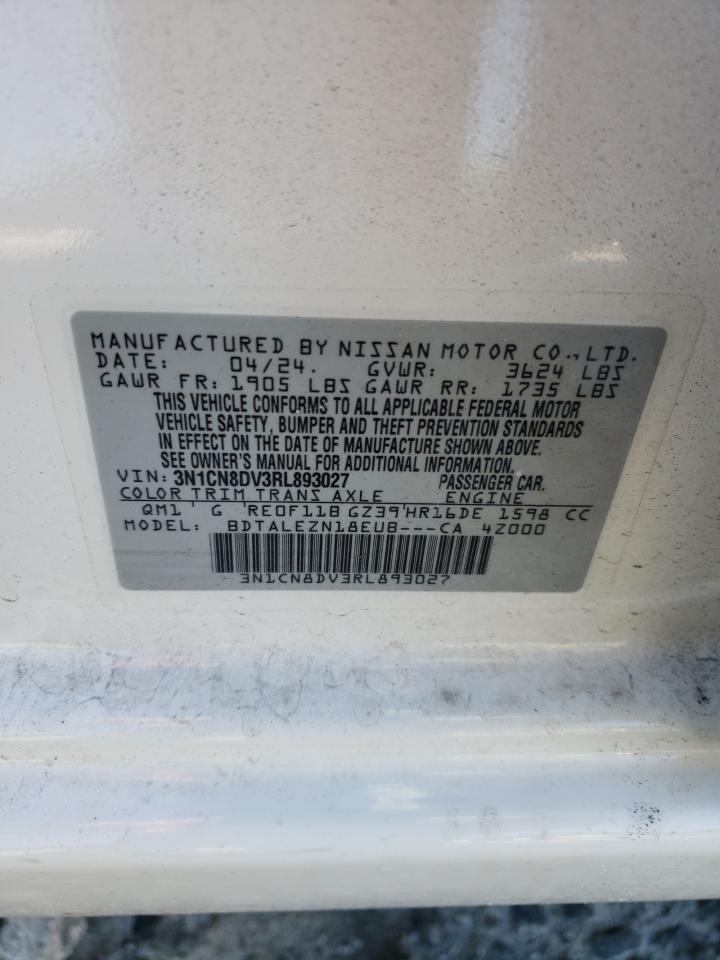 MANUFACTURED BY NISSAN MOTOR CO., LTD.
DATE: 04/24. GVWR: 3624 LBS
GAWR FR: 1905 LBS GAWR RR: 1735 LBS
THIS VEHICLE CONFORMS TO ALL APPLICABLE FEDERAL MOTOR
VEHICLE SAFETY, BUMPER AND THEFT PREVENTION STANDARDS
IN EFFECT ON THE DATE OF MANUFACTURE SHOWN ABOVE.
SEE OWNER'S MANUAL FOR ADDITIONAL INFORMATION.
VIN: 3N1CN8DV3RL893027 PASSENGER CAR.
COLOR TRIM TRANS AXLE ENGINE
QM1 G RE0F11B GZ39 HR16DE 1598 CC
MODEL: BDTALEZN18EUB---CA 4Z000
3N1CN8DV3RL893027